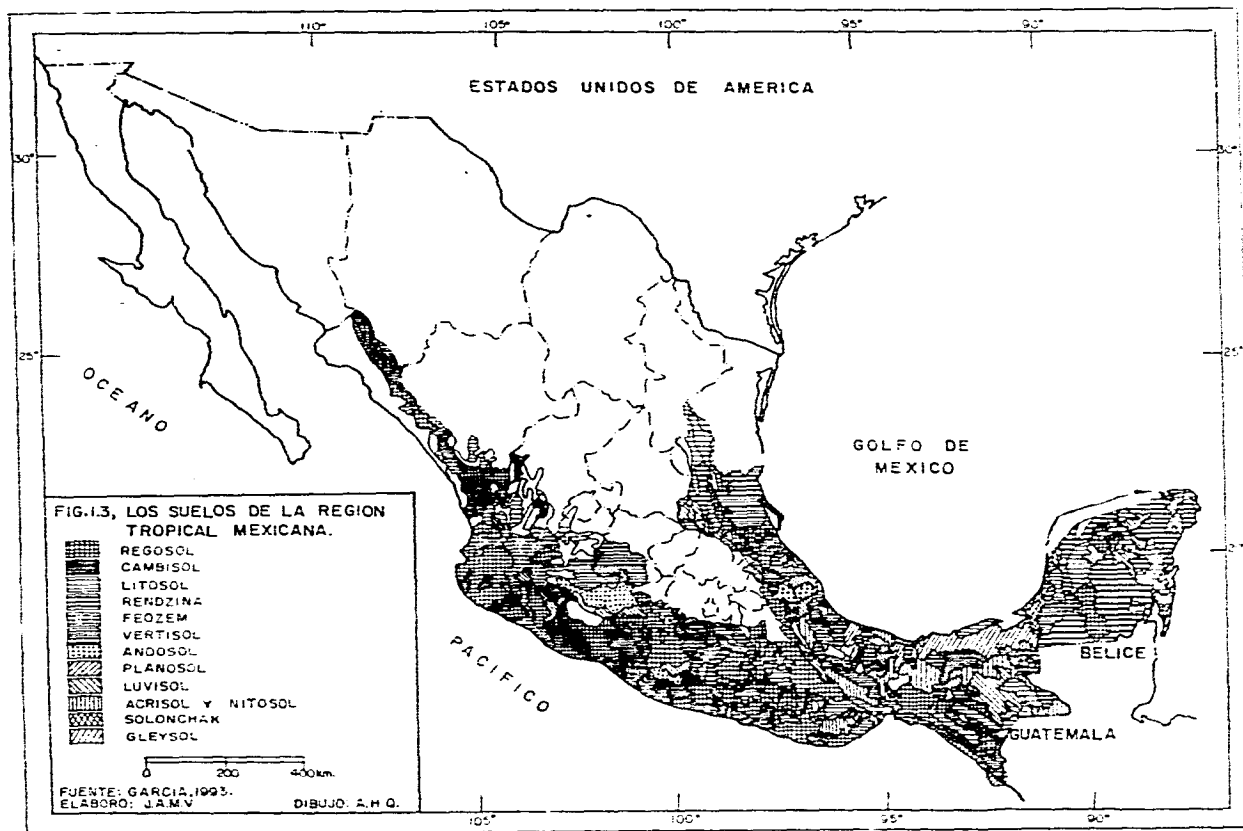 110° 105° 100° 95° 90°
ESTADOS UNIDOS DE AMERICA
30° 30°
25° 25°
OCEANO
GOLFO DE
MEXICO
FIG.1.3, LOS SUELOS DE LA REGION
TROPICAL MEXICANA.
REGOSOL
CAMBISOL
LITOSOL
RENDZINA
FEOZEM
VERTISOL
ANDOSOL
PLANOSOL
LUVISOL
ACRISOL Y NITOSOL
SOLONCHAK
GLEYSOL
0 200 400km.
FUENTE: GARCIA,1993.
ELABORO: J.A.M.V DIBUJO: A.H.Q.
PACIFICO
BELICE
GUATEMALA
105° 100° 95° 90°